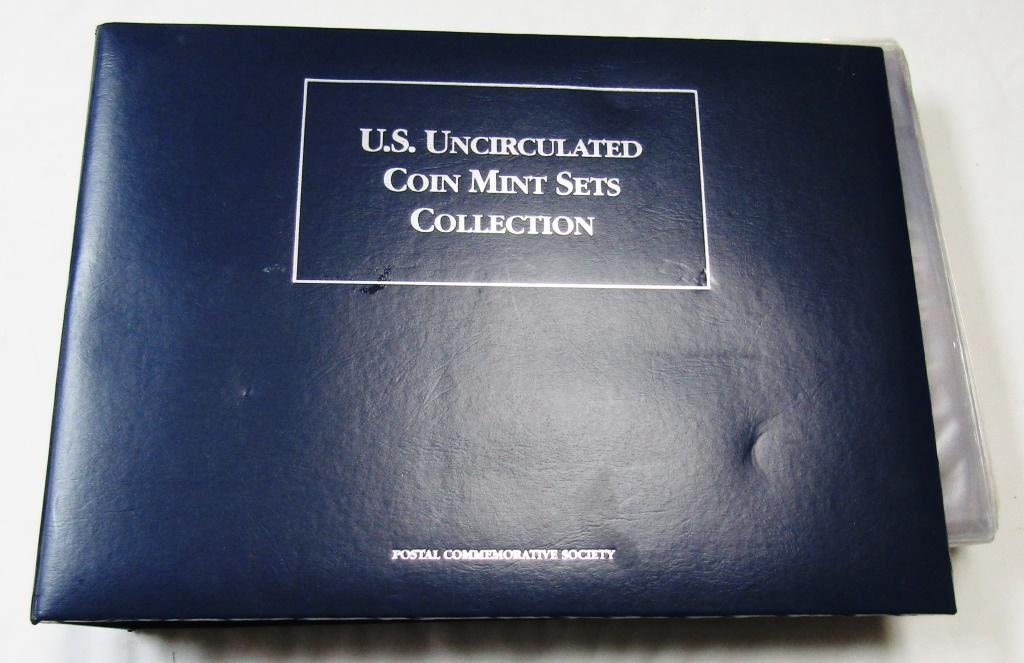 U.S. UNCIRCULATED
COIN MINT SETS
COLLECTION
POSTAL COMMEMORATIVE SOCIETY